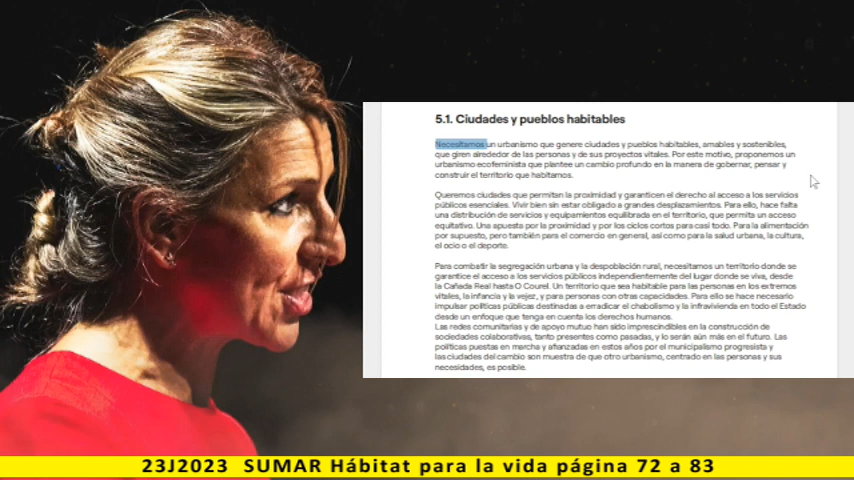 5.1. Ciudades y pueblos habitables
Necesitamos un urbanismo que genere ciudades y pueblos habitables, amables y sostenibles,
que giren alrededor de las personas y de sus proyectos vitales. Por este motivo, proponemos un
urbanismo ecofeminista que plantee un cambio profundo en la manera de gobernar, pensar y
construir el territorio que habitamos.
Queremos ciudades que permitan la proximidad y garanticen el derecho al acceso a los servicios
públicos esenciales. Vivir bien sin estar obligado a grandes desplazamientos. Para ello, hace falta
una distribución de servicios y equipamientos equilibrada en el territorio, que permita un acceso
equitativo. Una apuesta por la proximidad y por los ciclos cortos para casi todo. Para la alimentación
por supuesto, pero también para el comercio en general, así como para la salud urbana, la cultura,
el ocio o el deporte.
Para combatir la segregación urbana y la despoblación rural, necesitamos un territorio donde se
garantice el acceso a los servicios públicos independientemente del lugar donde se viva, desde
la Cañada Real hasta O Courel. Un territorio que sea habitable para las personas en los extremos
vitales, la infancia y la vejez, y para personas con otras capacidades. Para ello se hace necesario
impulsar políticas públicas destinadas a erradicar el chabolismo y la infravivienda en todo el Estado
desde un enfoque que tenga en cuenta los derechos humanos.
Las redes comunitarias y de apoyo mutuo han sido imprescindibles en la construcción de
sociedades colaborativas, tanto presentes como pasadas, y lo serán aún más en el futuro. Las
políticas puestas en marcha y afianzadas en estos años por el municipalismo progresista y
las ciudades del cambio son muestra de que otro urbanismo, centrado en las personas y sus
necesidades, es posible.
23J2023 SUMAR Hábitat para la vida página 72 a 83